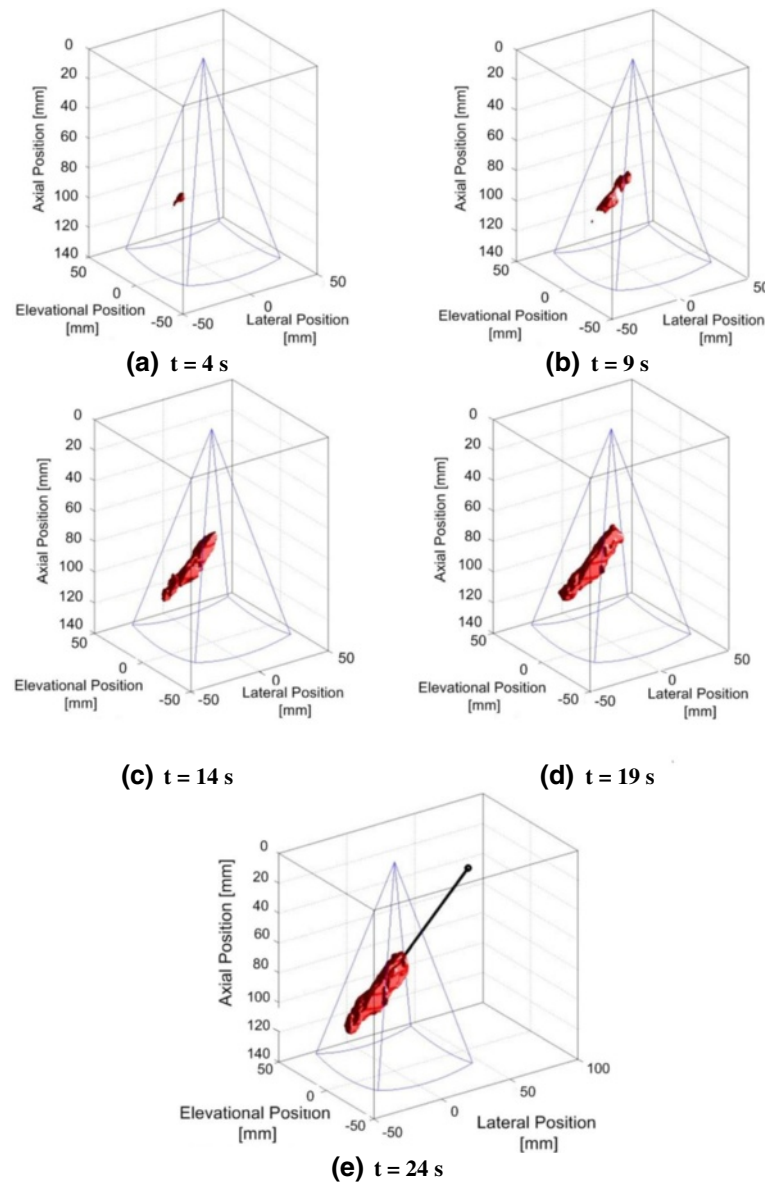 0
20
40
60
80
100
120
140
Axial Position [mm]
50
0
-50
Elevational Position
[mm]
-50
0
50
Lateral Position
[mm]
(a) t = 4 s
0
20
40
60
80
100
120
140
Axial Position [mm]
50
0
-50
Elevational Position
[mm]
-50
0
50
Lateral Position
[mm]
(b) t = 9 s
0
20
40
60
80
100
120
140
Axial Position [mm]
50
0
-50
Elevational Position
[mm]
-50
0
50
Lateral Position
[mm]
(c) t = 14 s
0
20
40
60
80
100
120
140
Axial Position [mm]
50
0
-50
Elevational Position
[mm]
-50
0
50
Lateral Position
[mm]
(d) t = 19 s
0
20
40
60
80
100
120
140
Axial Position [mm]
50
0
-50
Elevational Position
[mm]
-50
0
50
100
Lateral Position
[mm]
(e) t = 24 s